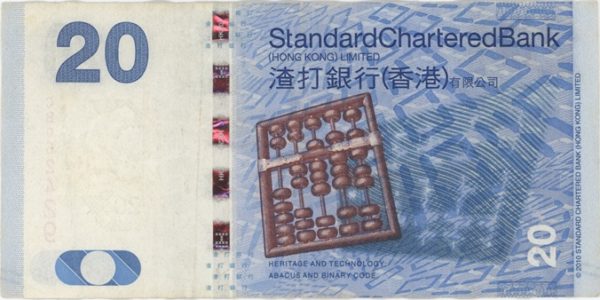 20
StandardCharteredBank
(HONG KONG) LIMITED
渣打銀行(香港)有限公司
HERITAGE AND TECHNOLOGY
ABACUS AND BINARY CODE
20
© 2010 STANDARD CHARTERED BANK (HONG KONG) LIMITED